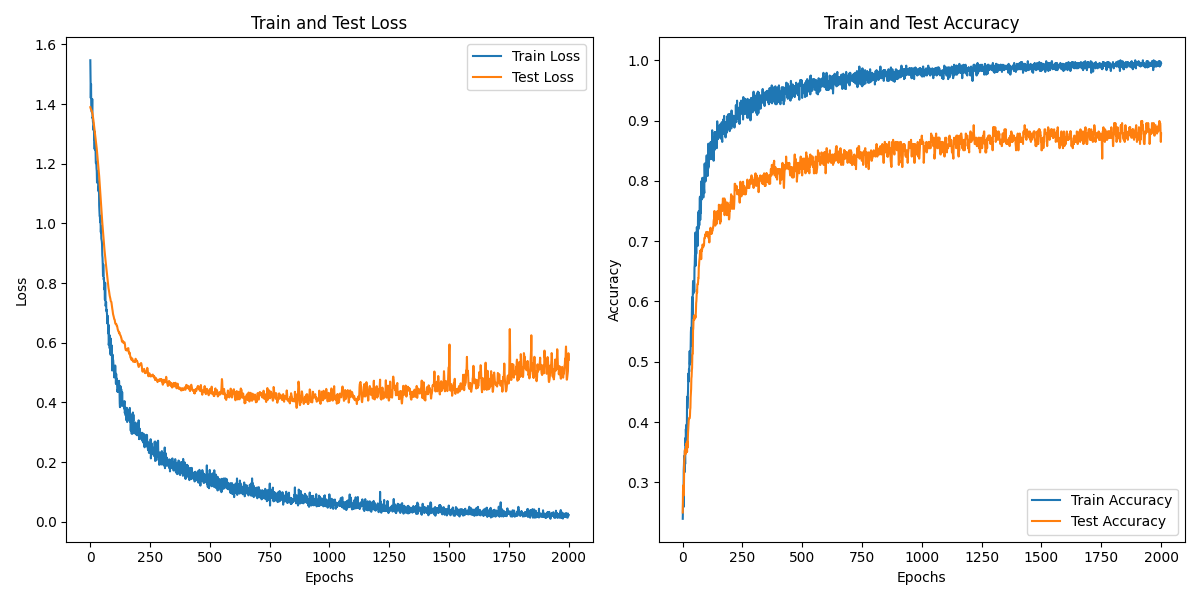 Train and Test Loss
Train Loss
Test Loss
1.6
1.4
1.2
1.0
0.8
0.6
0.4
0.2
0.0
Loss
0 250 500 750 1000 1250 1500 1750 2000
Epochs
Train and Test Accuracy
1.0
0.9
0.8
0.7
0.6
0.5
0.4
0.3
Accuracy
Train Accuracy
Test Accuracy
0 250 500 750 1000 1250 1500 1750 2000
Epochs